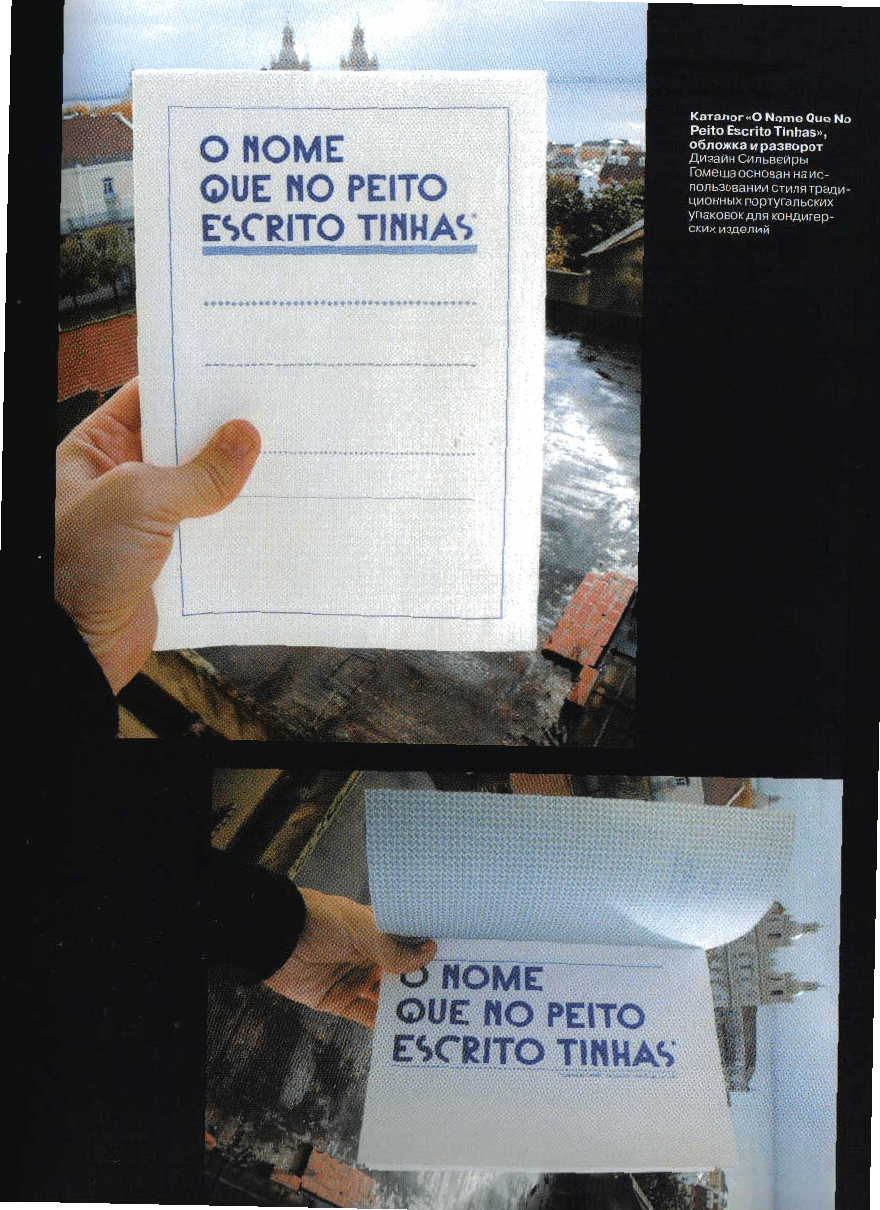 O NOME
QUE NO PEITO
ESCRITO TINHAS
Каталог «O Nome Que No
Peito Escrito Tinhas»,
обложка и разворот
Дизайн Сильвейры
Гомеша основан на ис-
пользовании стиля тради-
ционных португальских
упаковок для кондитер-
ских изделий
O NOME
QUE NO PEITO
ESCRITO TINHAS